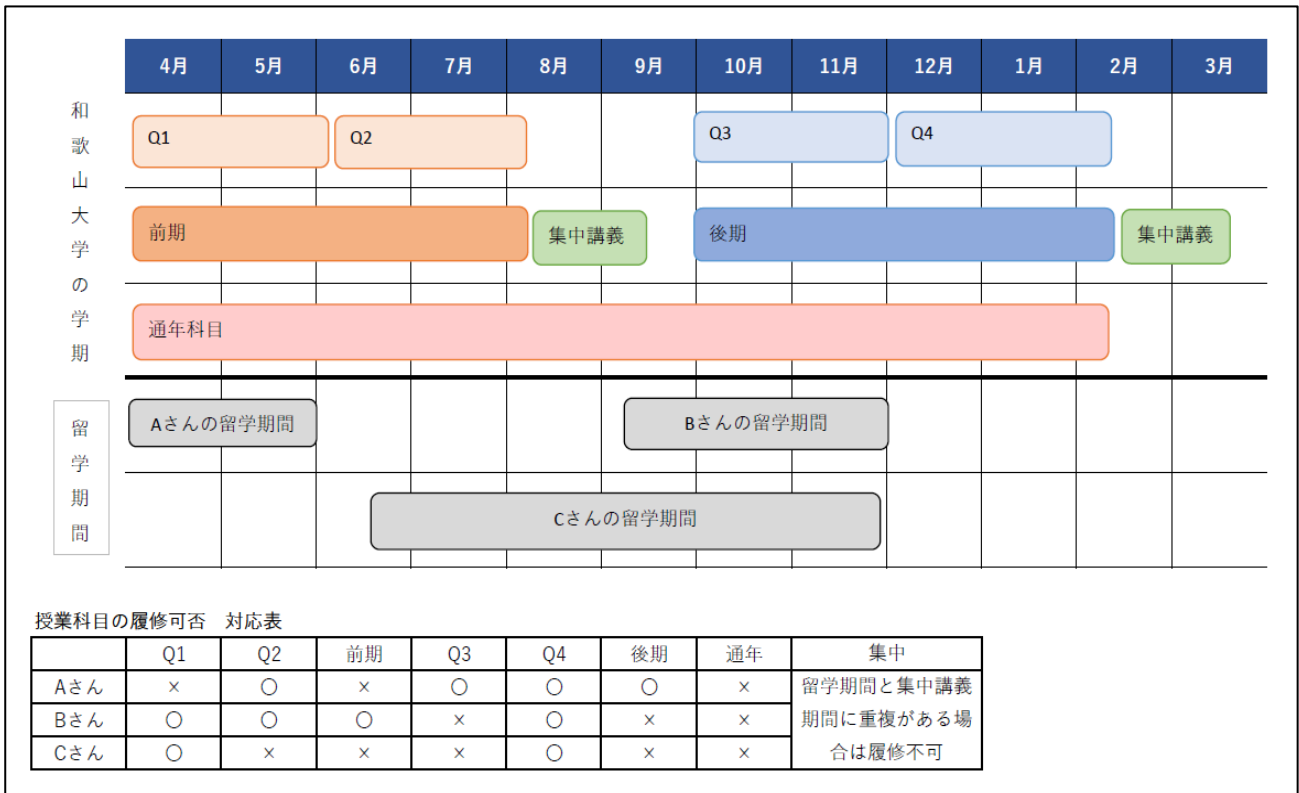 4月 5月 6月 7月 8月 9月 10月 11月 12月 1月 2月 3月
和歌山大学の学期
Q1 Q2 Q3 Q4
前期 集中講義 後期 集中講義
通年科目
留学期間
Aさんの留学期間 Bさんの留学期間
Cさんの留学期間
授業科目の履修可否 対応表
Q1 Q2 前期 Q3 Q4 後期 通年 集中
Aさん × ○ × ○ ○ ○ × 留学期間と集中講義
Bさん ○ ○ ○ × ○ × × 期間に重複がある場
Cさん ○ × × × ○ × × 合は履修不可